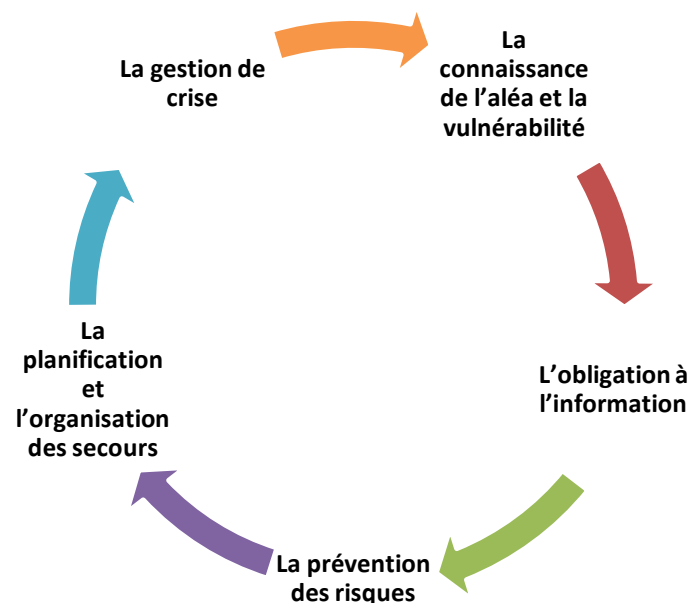 La gestion de
crise
La
connaissance
de l'aléa et la
vulnérabilité
L'obligation à
l'information
La prévention
des risques
La
planification
et
l'organisation
des secours